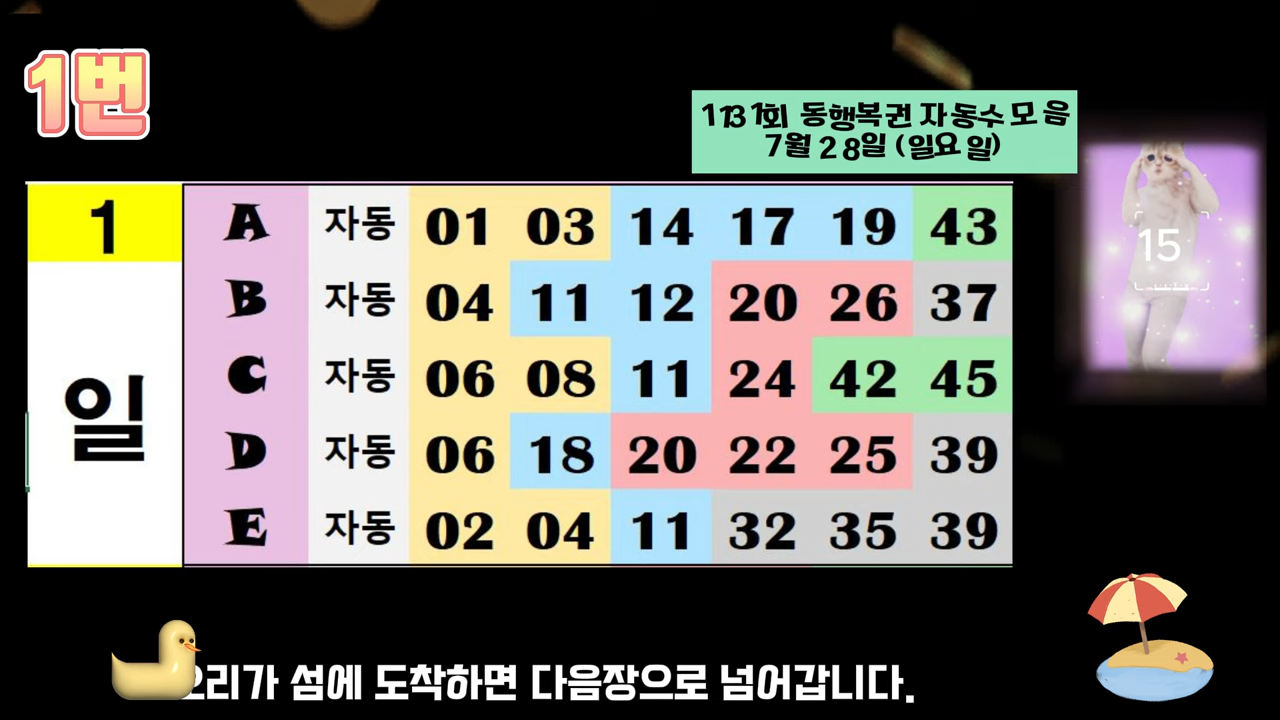 1번
1131회 동행복권 자동수모음
7월 28일 (일요일)
15
1
일
A 자동 01 03 14 17 19 43
B 자동 04 11 12 20 26 37
C 자동 06 08 11 24 42 45
D 자동 06 18 20 22 25 39
E 자동 02 04 11 32 35 39
오리가 섬에 도착하면 다음장으로 넘어갑니다.